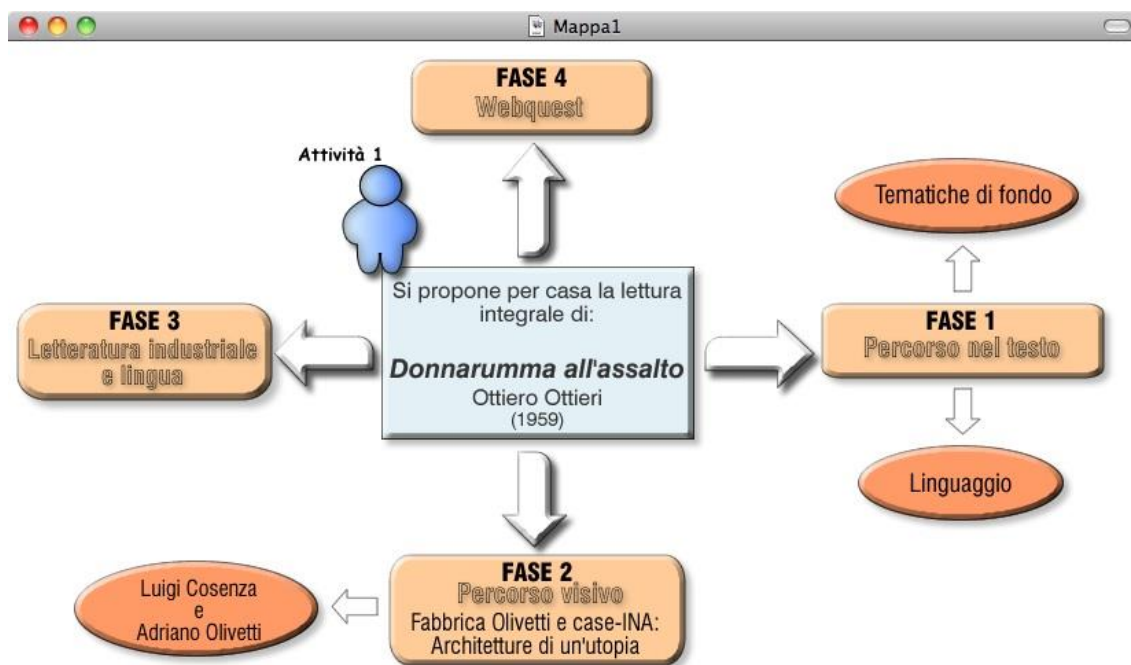 Mappa1
FASE 4
Webquest
Attività 1
Tematiche di fondo
Si propone per casa la lettura
integrale di:
Donnarumma all'assalto
Ottiero Ottieri
(1959)
FASE 3
Letteratura industriale
e lingua
FASE 1
Percorso nel testo
Linguaggio
FASE 2
Percorso visivo
Fabbrica Olivetti e case-INA:
Architetture di un'utopia
Luigi Cosenza
e
Adriano Olivetti